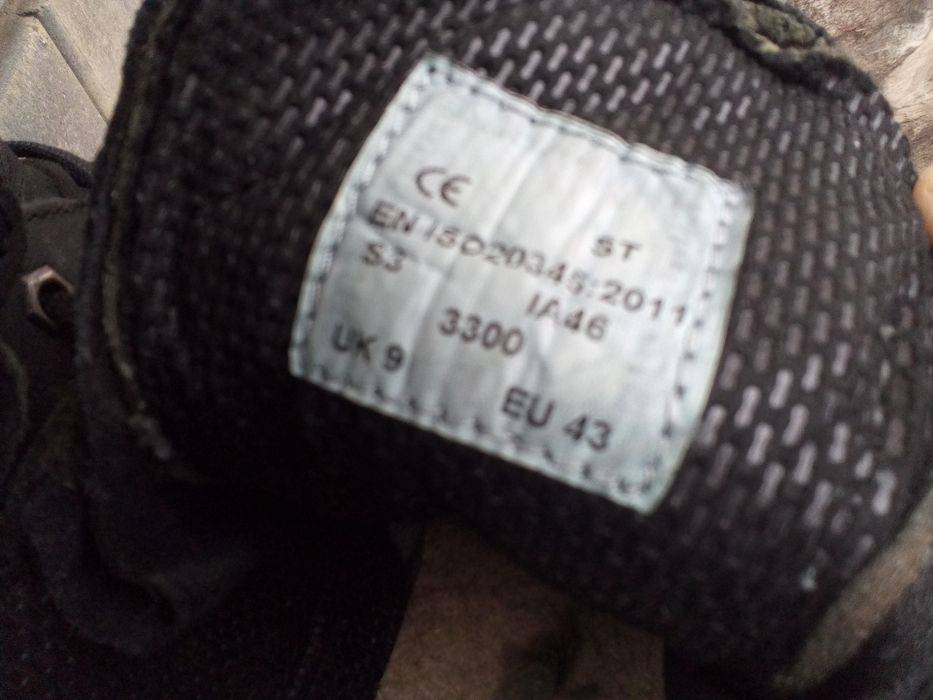 CE ST
EN ISO20345:2011
S3 IA46
3300
UK 9 EU 43